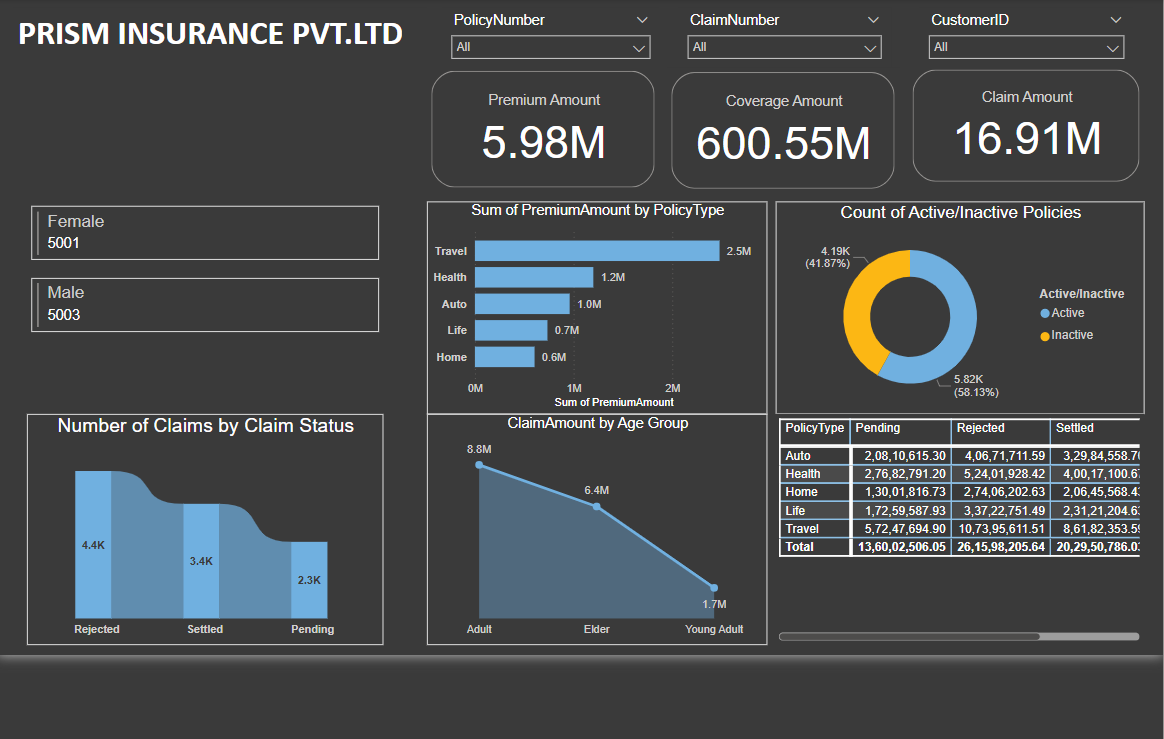 PRISM INSURANCE PVT.LTD
PolicyNumber
All
ClaimNumber
All
CustomerID
All
Premium Amount
5.98M
Coverage Amount
600.55M
Claim Amount
16.91M
Female
5001
Male
5003
Sum of PremiumAmount by PolicyType
Travel 2.5M
Health 1.2M
Auto 1.0M
Life 0.7M
Home 0.6M
0M 1M 2M
Sum of PremiumAmount
Count of Active/Inactive Policies
4.19K
(41.87%)
5.82K
(58.13%)
Active/Inactive
Active
Inactive
Number of Claims by Claim Status
4.4K
3.4K
2.3K
Rejected Settled Pending
ClaimAmount by Age Group
8.8M
6.4M
1.7M
Adult Elder Young Adult
PolicyType Pending Rejected Settled
Auto 2,08,10,615.30 4,06,71,711.59 3,29,84,558.7
Health 2,76,82,791.20 5,24,01,928.42 4,00,17,100.6
Home 1,30,01,816.73 2,74,06,202.63 2,06,45,568.4
Life 1,72,59,587.93 3,37,22,751.49 2,31,21,204.6
Travel 5,72,47,694.90 10,73,95,611.51 8,61,82,353.5
Total 13,60,02,506.05 26,15,98,205.64 20,29,50,786.0